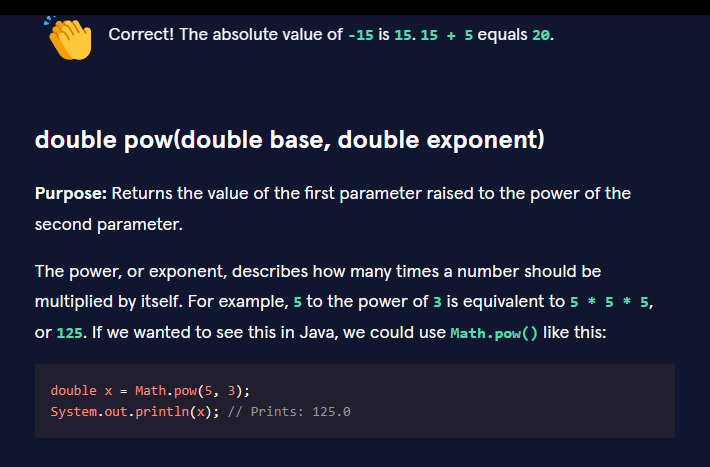 Correct! The absolute value of -15 is 15. 15 + 5 equals 20.
double pow(double base, double exponent)
Purpose: Returns the value of the first parameter raised to the power of the
second parameter.
The power, or exponent, describes how many times a number should be
multiplied by itself. For example, 5 to the power of 3 is equivalent to 5 * 5 * 5,
or 125. If we wanted to see this in Java, we could use Math.pow() like this:
double x = Math.pow(5, 3);
System.out.println(x); // Prints: 125.0